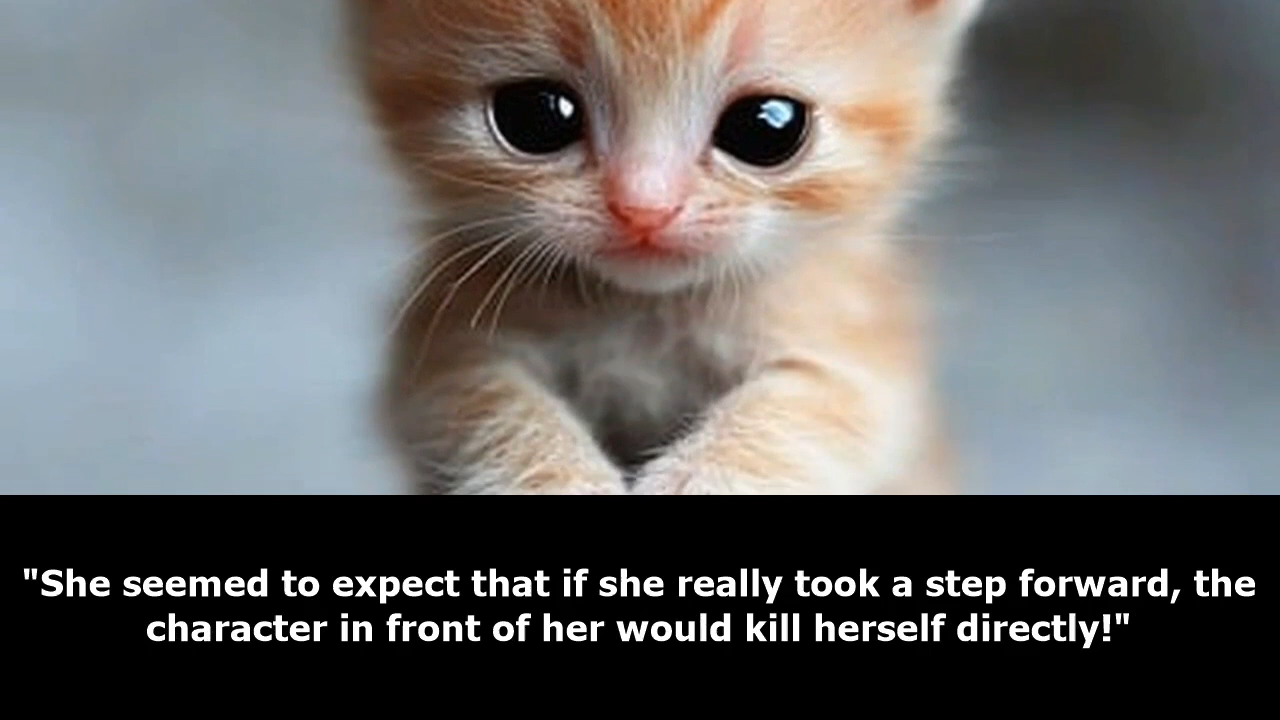 "She seemed to expect that if she really took a step forward, the
character in front of her would kill herself directly!"